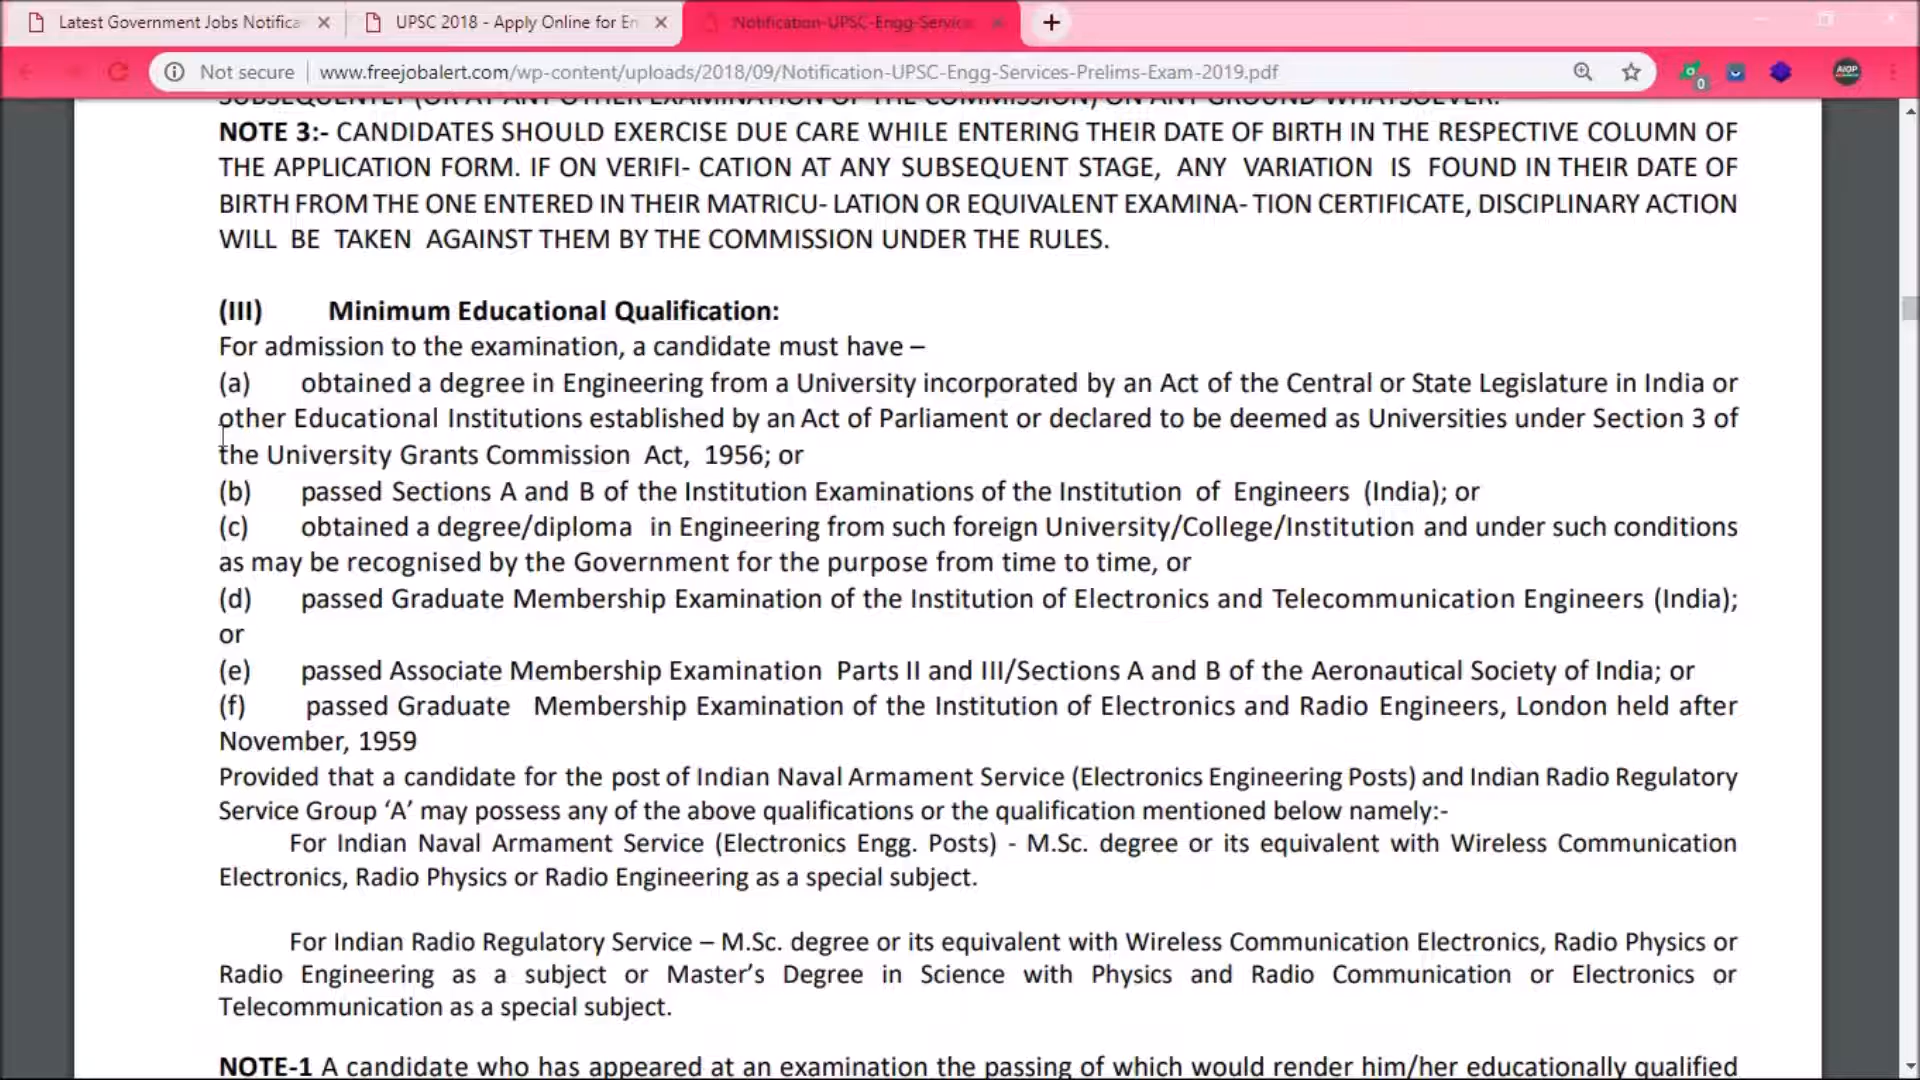 Latest Government Jobs Notifica
UPSC 2018 - Apply Online for En
Notification-UPSC-Engg-Service
Not secure
www.freejobalert.com/wp-content/uploads/2018/09/Notification-UPSC-Engg-Services-Prelims-Exam-2019.pdf
0
AIOP
SUBSEQUENTLY (OR AT ANY OTHER EXAMINATION OF THE COMMISSION) ON ANY GROUND WHATSOEVER.
NOTE 3:- CANDIDATES SHOULD EXERCISE DUE CARE WHILE ENTERING THEIR DATE OF BIRTH IN THE RESPECTIVE COLUMN OF
THE APPLICATION FORM. IF ON VERIFI- CATION AT ANY SUBSEQUENT STAGE, ANY VARIATION IS FOUND IN THEIR DATE OF
BIRTH FROM THE ONE ENTERED IN THEIR MATRICU- LATION OR EQUIVALENT EXAMINA- TION CERTIFICATE, DISCIPLINARY ACTION
WILL BE TAKEN AGAINST THEM BY THE COMMISSION UNDER THE RULES.
(III) Minimum Educational Qualification:
For admission to the examination, a candidate must have –
(a) obtained a degree in Engineering from a University incorporated by an Act of the Central or State Legislature in India or
other Educational Institutions established by an Act of Parliament or declared to be deemed as Universities under Section 3 of
the University Grants Commission Act, 1956; or
(b) passed Sections A and B of the Institution Examinations of the Institution of Engineers (India); or
(c) obtained a degree/diploma in Engineering from such foreign University/College/Institution and under such conditions
as may be recognised by the Government for the purpose from time to time, or
(d) passed Graduate Membership Examination of the Institution of Electronics and Telecommunication Engineers (India);
or
(e) passed Associate Membership Examination Parts II and III/Sections A and B of the Aeronautical Society of India; or
(f) passed Graduate Membership Examination of the Institution of Electronics and Radio Engineers, London held after
November, 1959
Provided that a candidate for the post of Indian Naval Armament Service (Electronics Engineering Posts) and Indian Radio Regulatory
Service Group ‘A’ may possess any of the above qualifications or the qualification mentioned below namely:-
For Indian Naval Armament Service (Electronics Engg. Posts) - M.Sc. degree or its equivalent with Wireless Communication
Electronics, Radio Physics or Radio Engineering as a special subject.
For Indian Radio Regulatory Service – M.Sc. degree or its equivalent with Wireless Communication Electronics, Radio Physics or
Radio Engineering as a subject or Master’s Degree in Science with Physics and Radio Communication or Electronics or
Telecommunication as a special subject.
NOTE-1 A candidate who has appeared at an examination the passing of which would render him/her educationally qualified